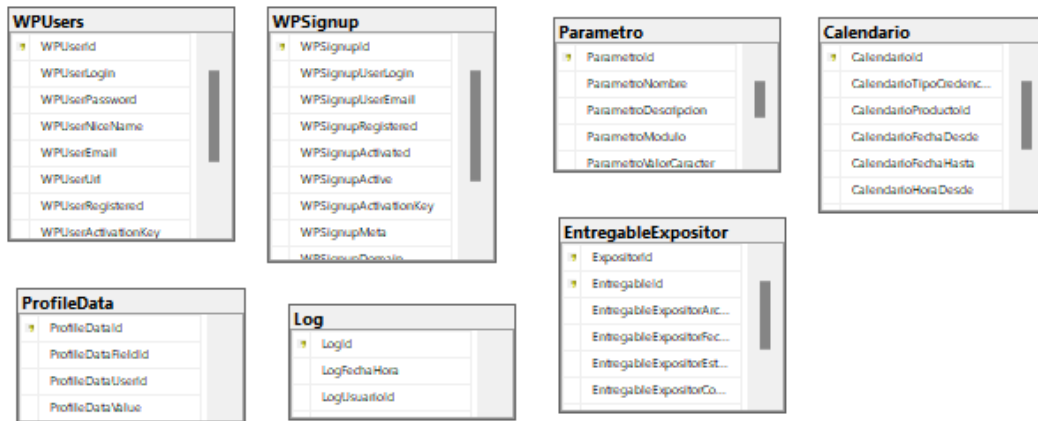 WPUsers
WPUserId
WPUserLogin
WPUserPassword
WPUserNiceName
WPUserEmail
WPUserUrl
WPUserRegistered
WPUserActivationKey
WPSignup
WPSignupId
WPSignupUserLogin
WPSignupUserEmail
WPSignupRegistered
WPSignupActivated
WPSignupActive
WPSignupActivationKey
WPSignupMeta
WPSignupDomain
Parametro
ParametroId
ParametroNombre
ParametroDescripcion
ParametroModulo
ParametroValorCaracter
Calendario
CalendarioId
CalendarioTipoCredenc...
CalendarioProductoId
CalendarioFechaDesde
CalendarioFechaHasta
CalendarioHoraDesde
EntregableExpositor
ExpositorId
EntregableId
EntregableExpositorArc...
EntregableExpositorFec...
EntregableExpositorEst...
EntregableExpositorCo...
ProfileData
ProfileDataId
ProfileDataFieldId
ProfileDataUserId
ProfileDataValue
Log
LogId
LogFechaHora
LogUsuarioId